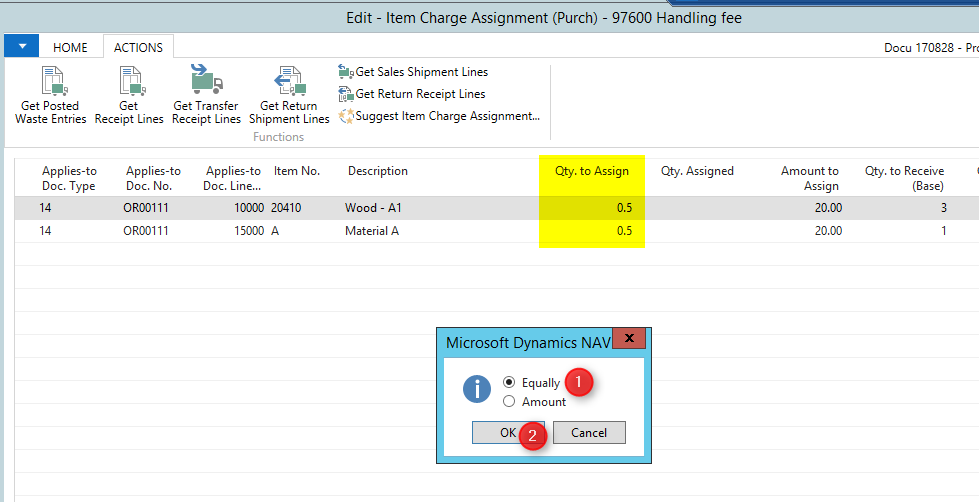 Edit - Item Charge Assignment (Purch) - 97600 Handling fee
HOME ACTIONS Docu 170828 - Pro
Get Posted Waste Entries
Get Receipt Lines
Get Transfer Receipt Lines
Get Return Shipment Lines
Get Sales Shipment Lines
Get Return Receipt Lines
Suggest Item Charge Assignment...
Functions
Applies-to Doc. Type Applies-to Doc. No. Applies-to Doc. Line... Item No. Description Qty. to Assign Qty. Assigned Amount to Assign Qty. to Receive (Base)
14 OR00111 10000 20410 Wood - A1 0.5 20.00 3
14 OR00111 15000 A Material A 0.5 20.00 1
Microsoft Dynamics NAV x
i
Equally 1
Amount
OK 2 Cancel